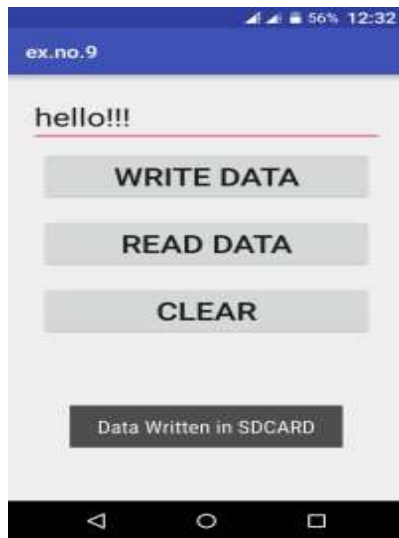 56% 12:32
ex.no.9
hello!!!
WRITE DATA
READ DATA
CLEAR
Data Written in SDCARD